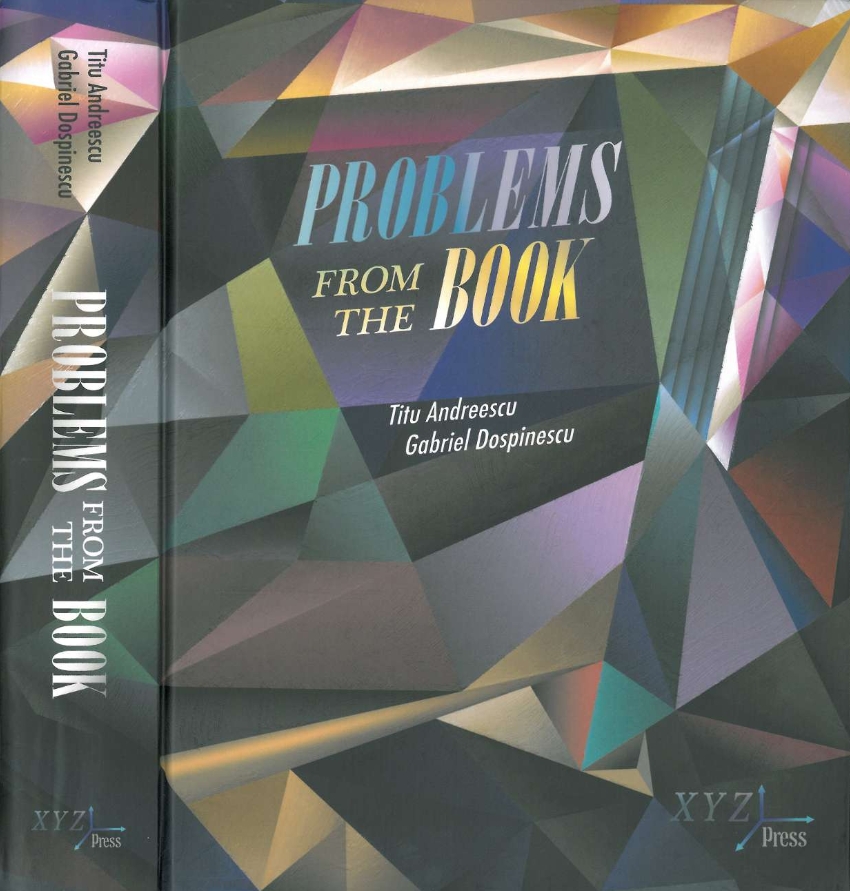 Titu Andreescu
Gabriel Dospinescu
PROBLEMS FROM
THE BOOK
XYZ
Press
PROBLEMS
FROM
THE BOOK
Titu Andreescu
Gabriel Dospinescu
XYZ
Press